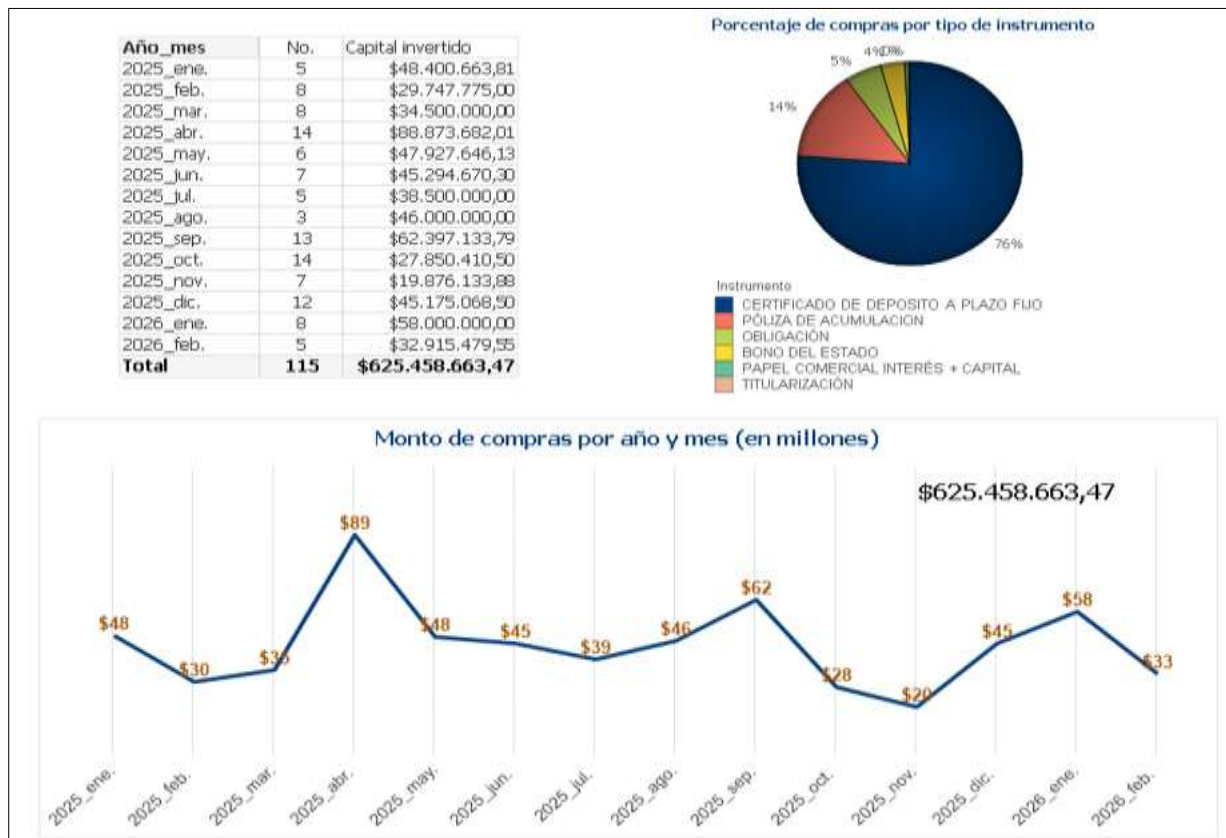 Año_mes No. Capital invertido
2025_ene. 5 $48.400.663,81
2025_feb. 8 $29.747.775,00
2025_mar. 8 $34.500.000,00
2025_abr. 14 $88.873.682,01
2025_may. 6 $47.927.646,13
2025_jun. 7 $45.294.670,30
2025_jul. 5 $38.500.000,00
2025_ago. 3 $46.000.000,00
2025_sep. 13 $62.397.133,79
2025_oct. 14 $27.850.410,50
2025_nov. 7 $19.876.133,88
2025_dic. 12 $45.175.068,50
2026_ene. 8 $58.000.000,00
2026_feb. 5 $32.915.479,55
Total 115 $625.458.663,47
Porcentaje de compras por tipo de instrumento
5% 4%
14%
76%
Instrumento
CERTIFICADO DE DEPOSITO A PLAZO FIJO
PÓLIZA DE ACUMULACION
OBLIGACIÓN
BONO DEL ESTADO
PAPEL COMERCIAL INTERÉS + CAPITAL
TITULARIZACIÓN
Monto de compras por año y mes (en millones)
$625.458.663,47
$48 $30 $35 $89 $48 $45 $39 $46 $62 $28 $20 $45 $58 $33
2025_ene. 2025_feb. 2025_mar. 2025_abr. 2025_may. 2025_jun. 2025_jul. 2025_ago. 2025_sep. 2025_oct. 2025_nov. 2025_dic. 2026_ene. 2026_feb.